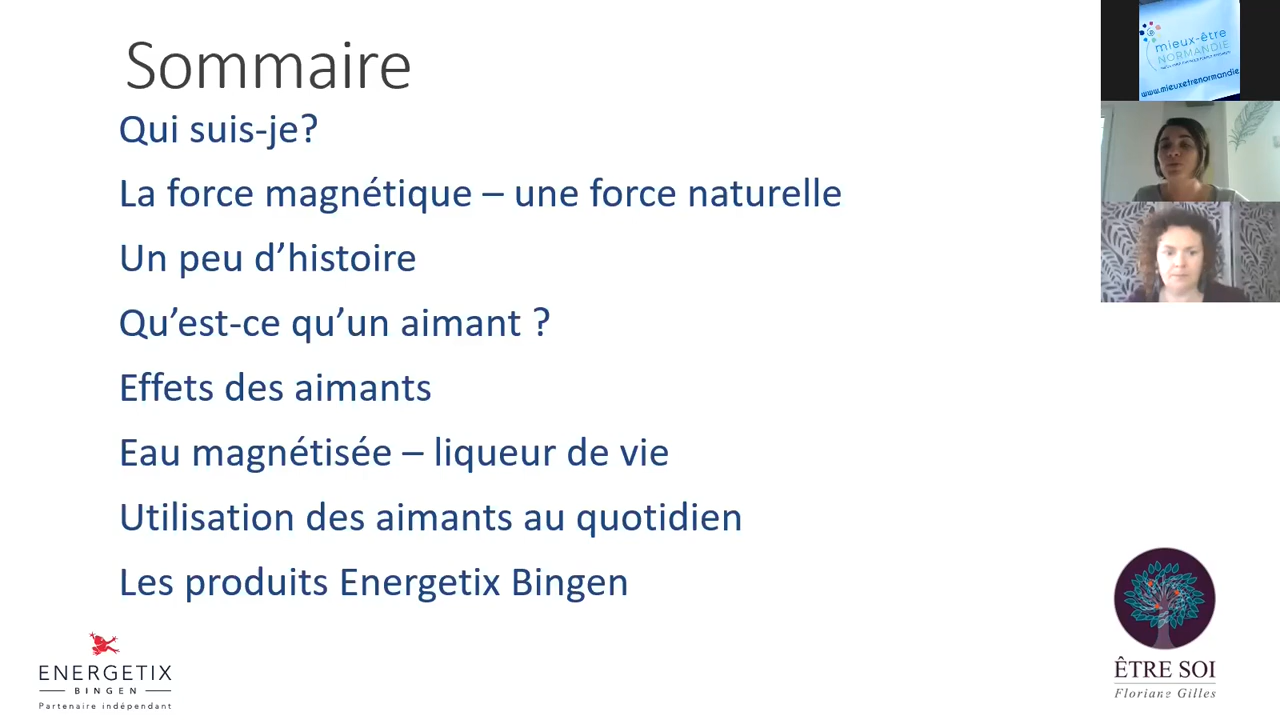 Sommaire
Qui suis-je?
La force magnétique – une force naturelle
Un peu d’histoire
Qu’est-ce qu’un aimant ?
Effets des aimants
Eau magnétisée – liqueur de vie
Utilisation des aimants au quotidien
Les produits Energetix Bingen
mieux-être
NORMANDIE
www.mieuxetrenormandie
ENERGETIX
BINGEN
Partenaire indépendant
ÊTRE SOI
Floriane Gilles